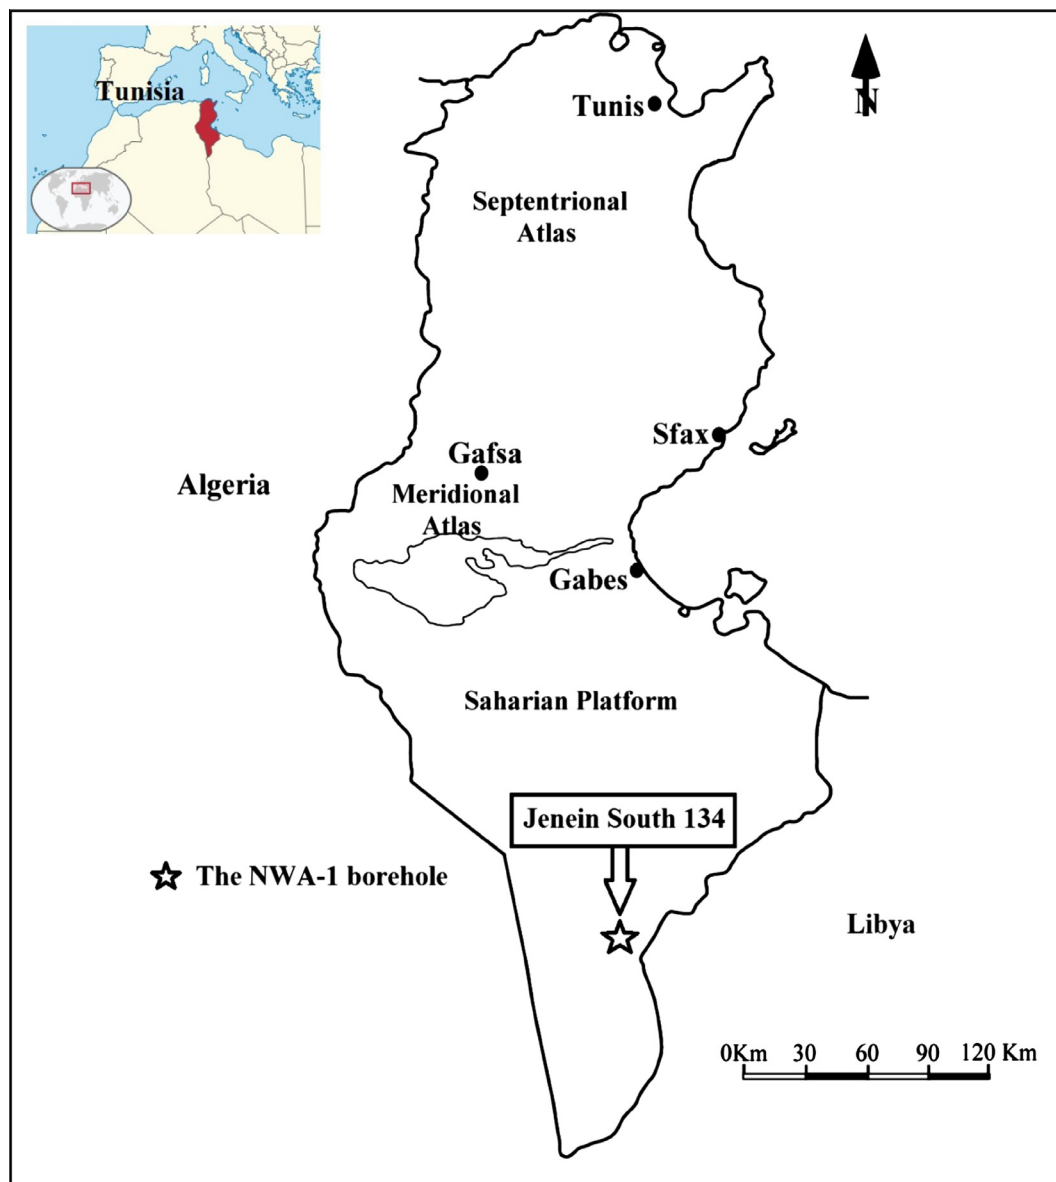 Tunisia
N
Tunis
Septentrional
Atlas
Sfax
Gafsa
Algeria
Meridional
Atlas
Gabes
Saharian Platform
Jenein South 134
The NWA-1 borehole
Libya
0Km 30 60 90 120 Km